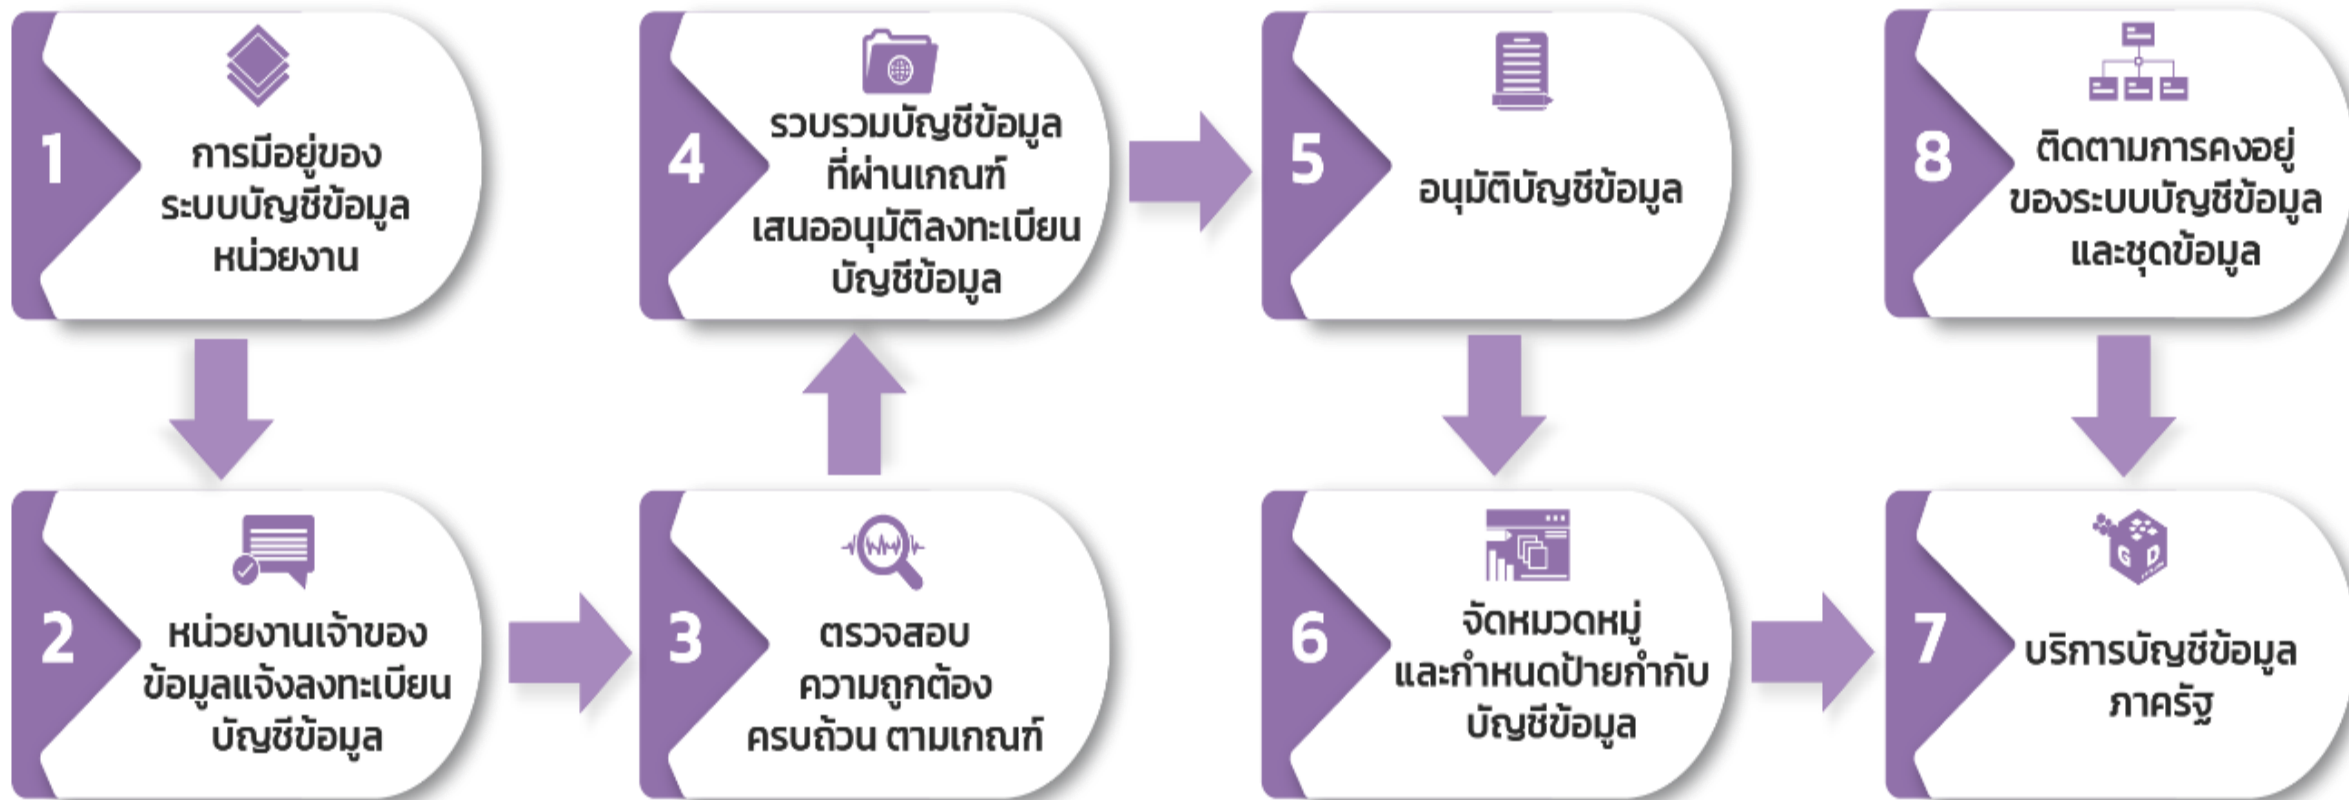 1
การมีอยู่ของ
ระบบบัญชีข้อมูล
หน่วยงาน
2
หน่วยงานเจ้าของ
ข้อมูลแจ้งลงทะเบียน
บัญชีข้อมูล
3
ตรวจสอบ
ความถูกต้อง
ครบถ้วน ตามเกณฑ์
4
รวบรวมบัญชีข้อมูล
ที่ผ่านเกณฑ์
เสนออนุมัติลงทะเบียน
บัญชีข้อมูล
5
อนุมัติบัญชีข้อมูล
6
จัดหมวดหมู่
และกำหนดป้ายกำกับ
บัญชีข้อมูล
7
G D
บริการบัญชีข้อมูล
ภาครัฐ
8
ติดตามการคงอยู่
ของระบบบัญชีข้อมูล
และชุดข้อมูล